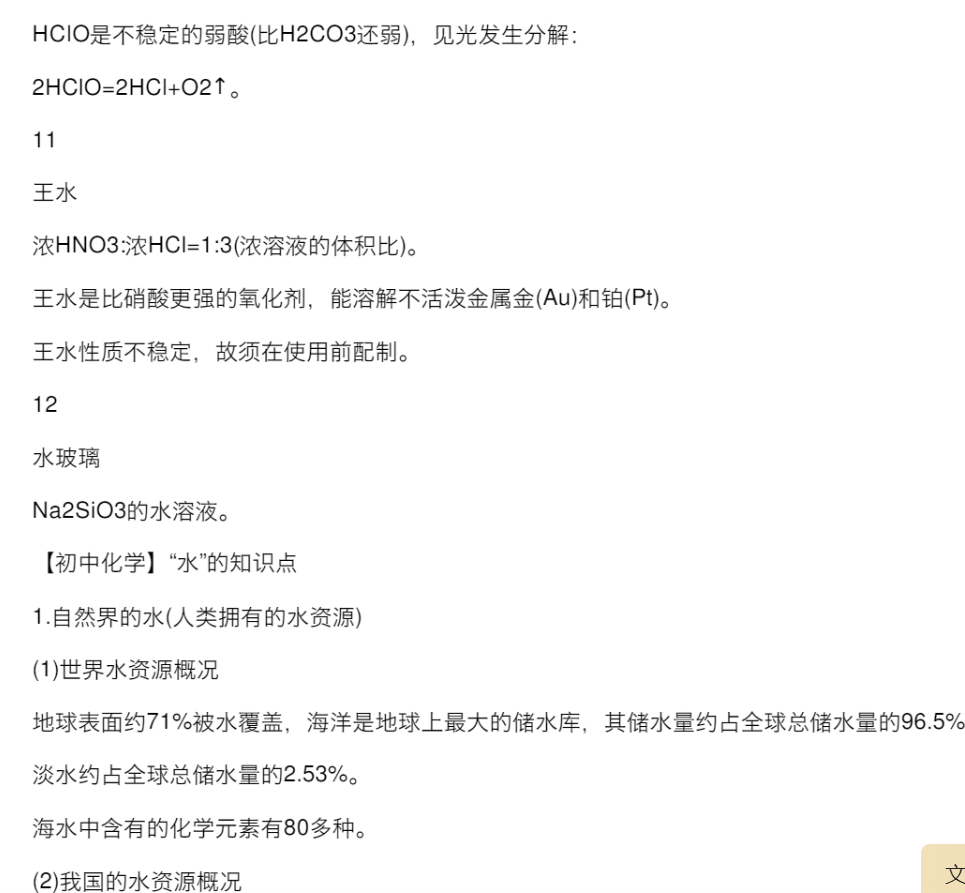 HClO是不稳定的弱酸(比H2CO3还弱)，见光发生分解：
2HClO=2HCl+O2↑。
11
王水
浓HNO3:浓HCl=1:3(浓溶液的体积比)。
王水是比硝酸更强的氧化剂，能溶解不活泼金属金(Au)和铂(Pt)。
王水性质不稳定，故须在使用前配制。
12
水玻璃
Na2SiO3的水溶液。
【初中化学】“水”的知识点
1.自然界的水(人类拥有的水资源)
(1)世界水资源概况
地球表面约71%被水覆盖，海洋是地球上最大的储水库，其储水量约占全球总储水量的96.5%
淡水约占全球总储水量的2.53%。
海水中含有的化学元素有80多种。
(2)我国的水资源概况
文